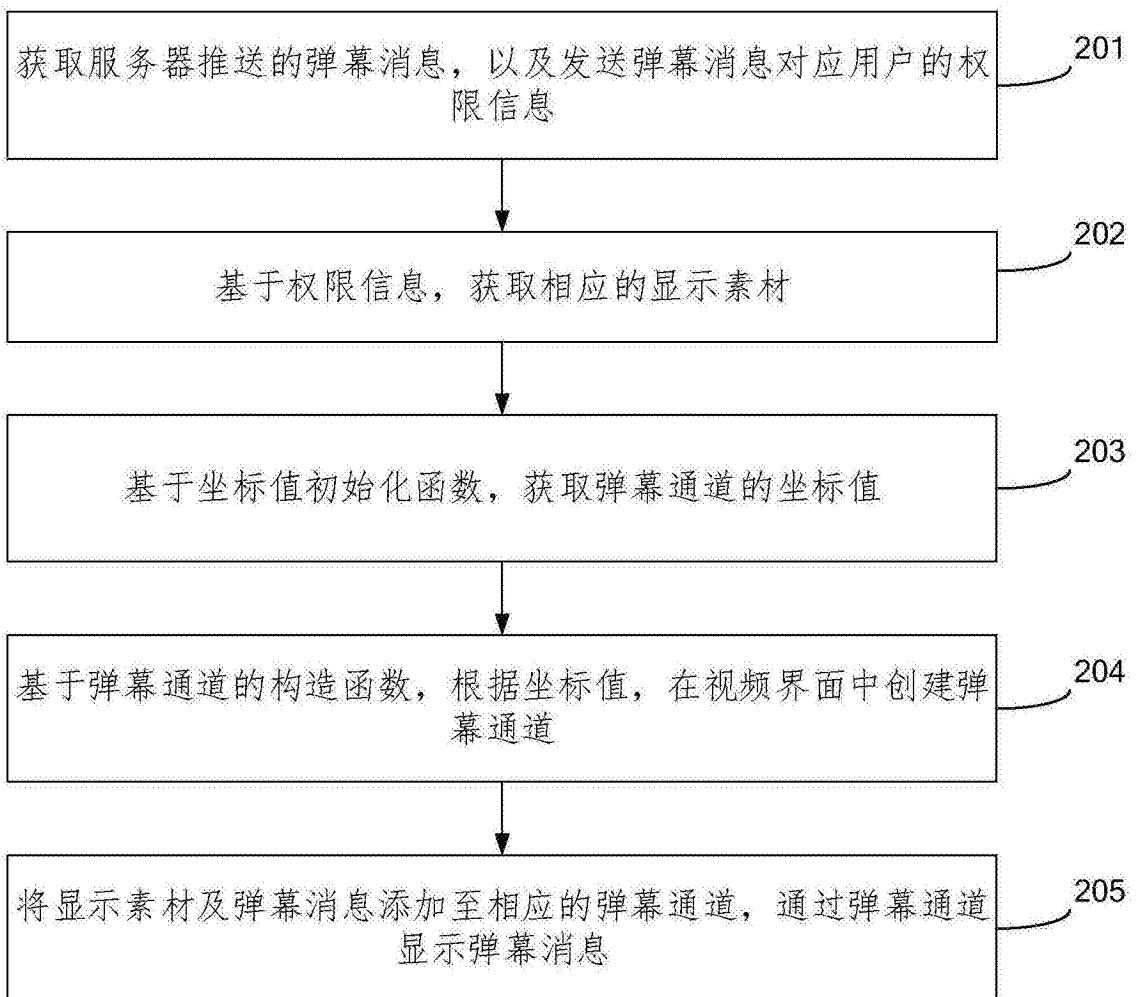 获取服务器推送的弹幕消息，以及发送弹幕消息对应用户的权
限信息
201
基于权限信息，获取相应的显示素材
202
基于坐标值初始化函数，获取弹幕通道的坐标值
203
基于弹幕通道的构造函数，根据坐标值，在视频界面中创建弹
幕通道
204
将显示素材及弹幕消息添加至相应的弹幕通道，通过弹幕通道
显示弹幕消息
205